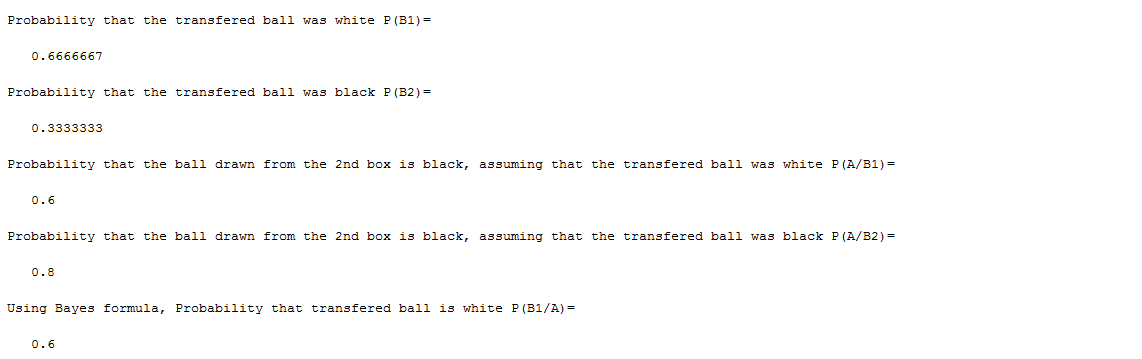 Probability that the transfered ball was white P(B1)=
0.6666667
Probability that the transfered ball was black P(B2)=
0.3333333
Probability that the ball drawn from the 2nd box is black, assuming that the transfered ball was white P(A/B1)=
0.6
Probability that the ball drawn from the 2nd box is black, assuming that the transfered ball was black P(A/B2)=
0.8
Using Bayes formula, Probability that transfered ball is white P(B1/A)=
0.6